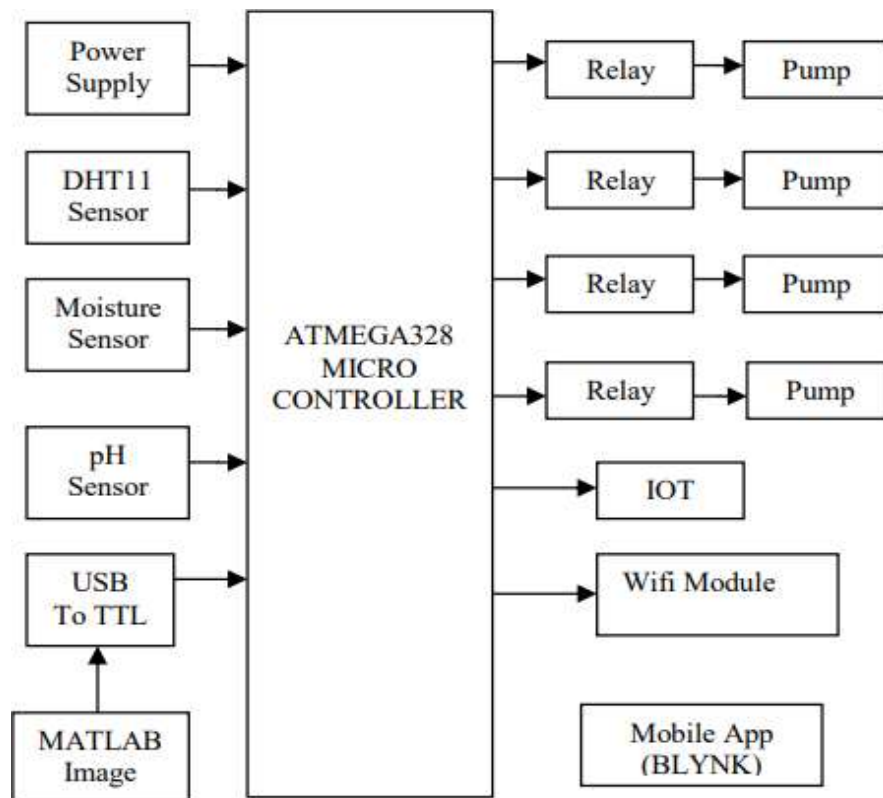 Power
Supply
DHT11
Sensor
Moisture
Sensor
pH
Sensor
USB
To TTL
MATLAB
Image
ATMEGA328
MICRO
CONTROLLER
Relay
Pump
Relay
Pump
Relay
Pump
Relay
Pump
IOT
Wifi Module
Mobile App
(BLYNK)